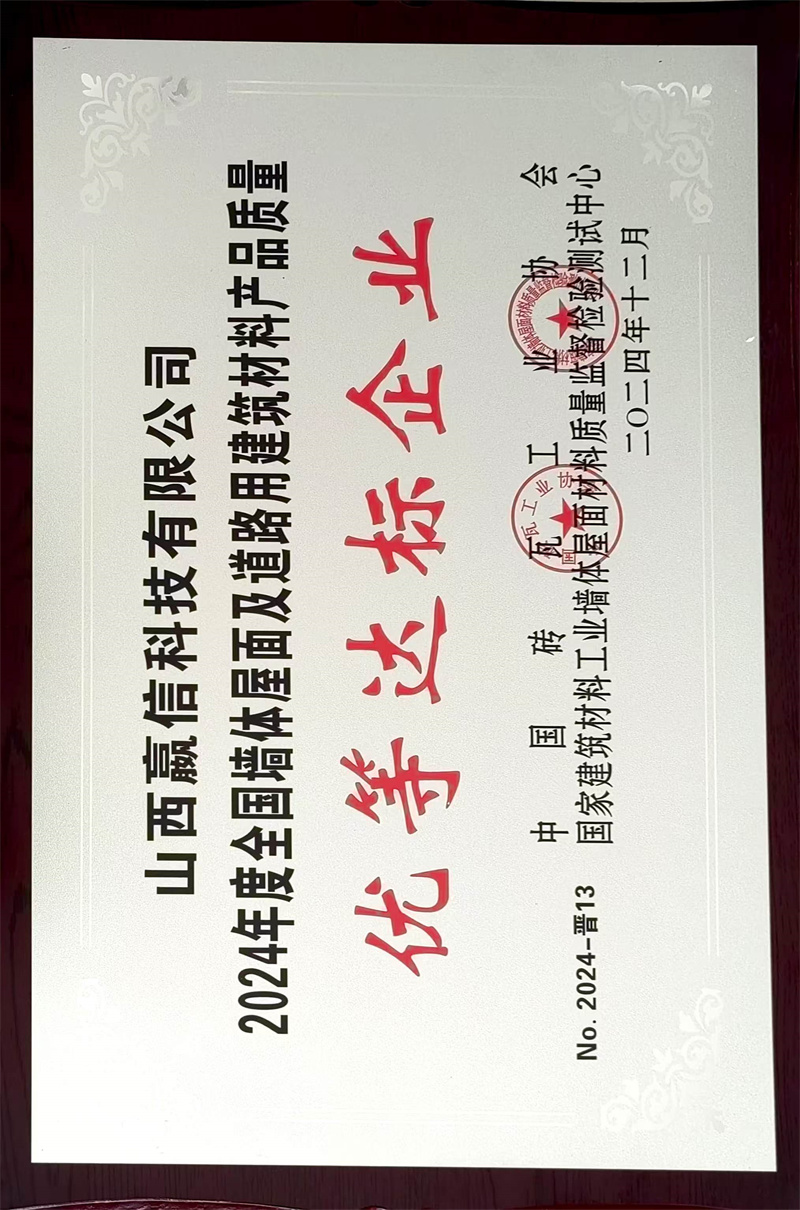 山西赢信科技有限公司
2024年度全国墙体屋面及道路用建筑材料产品质量
优等达标企业
中国砖瓦工业协会
No. 2024-晋13
国家建筑材料工业墙体屋面材料质量监督检验测试中心
二〇二四年十二月